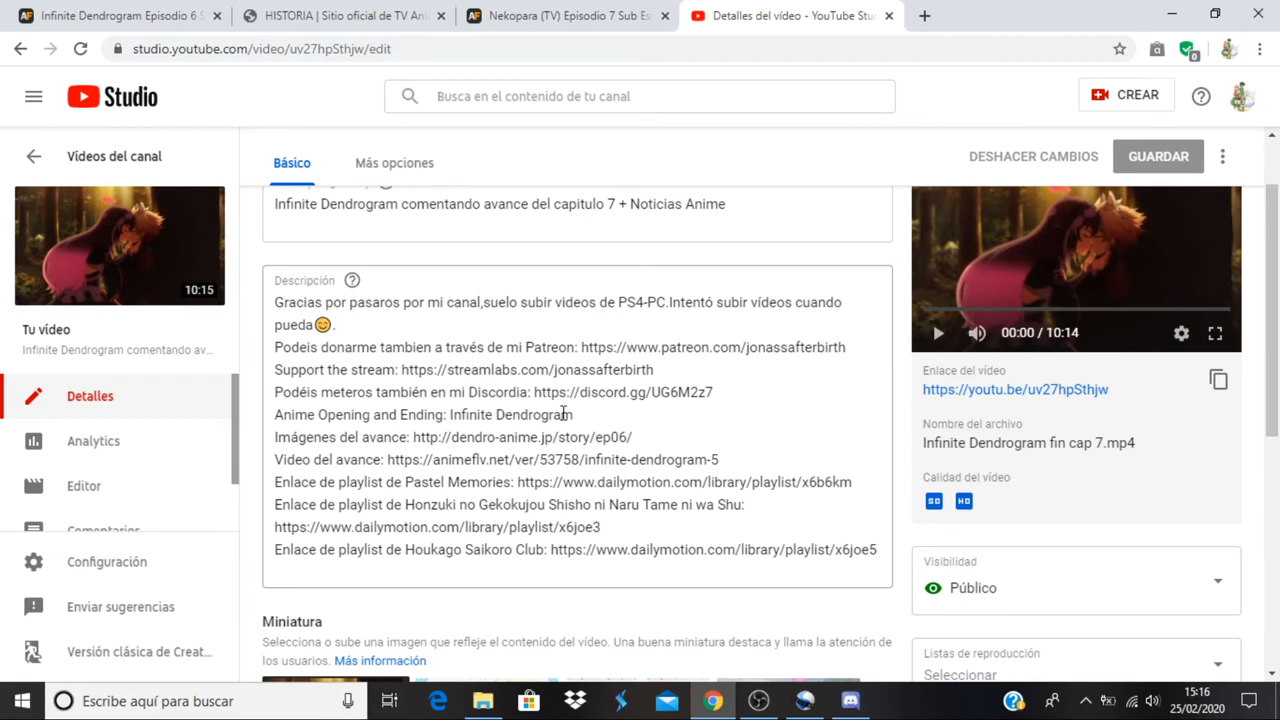 Infinite Dendrogram Episodio 6 S
HISTORIA | Sitio oficial de TV Ani
Nekopara (TV) Episodio 7 Sub Es
Detalles del vídeo - YouTube Stu
studio.youtube.com/video/uv27hpSthjw/edit
Studio
Busca en el contenido de tu canal
CREAR
Vídeos del canal
Básico
Más opciones
DESHACER CAMBIOS
GUARDAR
Infinite Dendrogram comentando avance del capitulo 7 + Noticias Anime
10:15
Tu vídeo
Infinite Dendrogram comentando av...
Detalles
Analytics
Editor
Comentarios
Configuración
Enviar sugerencias
Versión clásica de Creat...
Descripción
Gracias por pasaros por mi canal,suelo subir videos de PS4-PC.Intentó subir vídeos cuando
pueda😊.
Podeis donarme tambien a través de mi Patreon: https://www.patreon.com/jonassafterbirth
Support the stream: https://streamlabs.com/jonassafterbirth
Podéis meteros también en mi Discordia: https://discord.gg/UG6M2z7
Anime Opening and Ending: Infinite Dendrogram
Imágenes del avance: http://dendro-anime.jp/story/ep06/
Video del avance: https://animeflv.net/ver/53758/infinite-dendrogram-5
Enlace de playlist de Pastel Memories: https://www.dailymotion.com/library/playlist/x6b6km
Enlace de playlist de Honzuki no Gekokujou Shisho ni Naru Tame ni wa Shu:
https://www.dailymotion.com/library/playlist/x6joe3
Enlace de playlist de Houkago Saikoro Club: https://www.dailymotion.com/library/playlist/x6joe5
Miniatura
Selecciona o sube una imagen que refleje el contenido del vídeo. Una buena miniatura destaca y llama la atención de
los usuarios. Más información
00:00 / 10:14
Enlace del vídeo
https://youtu.be/uv27hpSthjw
Nombre del archivo
Infinite Dendrogram fin cap 7.mp4
Calidad del vídeo
SD HD
Visibilidad
Público
Listas de reproducción
Seleccionar
Escribe aquí para buscar
15:16
25/02/2020